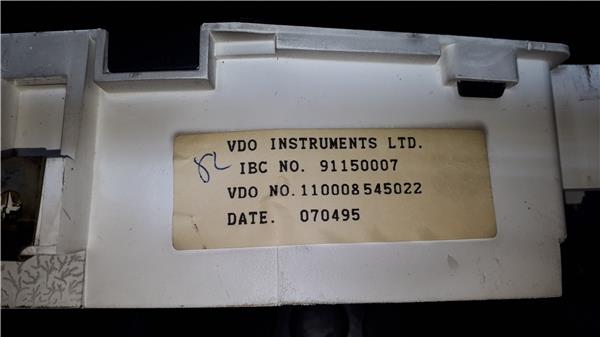 VDO INSTRUMENTS LTD.
82 IBC NO. 91150007
VDO NO. 110008545022
DATE. 070495